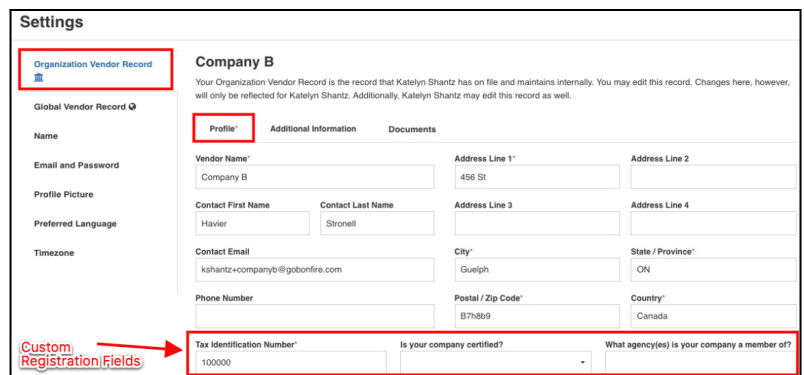 Settings
Organization Vendor Record
Global Vendor Record
Name
Email and Password
Profile Picture
Preferred Language
Timezone
Company B
Your Organization Vendor Record is the record that Katelyn Shantz has on file and maintains internally. You may edit this record. Changes here, however,
will only be reflected for Katelyn Shantz. Additionally, Katelyn Shantz may edit this record as well.
Profile* Additional Information Documents
Vendor Name* Address Line 1* Address Line 2
Company B 456 St
Contact First Name Contact Last Name Address Line 3 Address Line 4
Havier Stronell
Contact Email City* State / Province*
kshantz+companyb@gobonfire.com Guelph ON
Phone Number Postal / Zip Code* Country*
B7h8b9 Canada
Custom
Registration Fields
Tax Identification Number* Is your company certified? What agency(es) is your company a member of?
100000